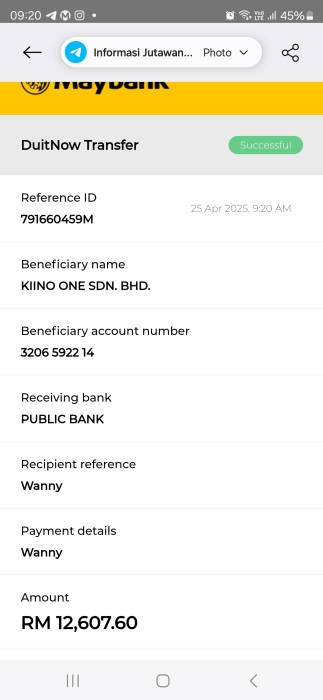 09:20
45%
Informasi Jutawan... Photo
Maybank
DuitNow Transfer
Successful
Reference ID
791660459M
25 Apr 2025, 9:20 AM
Beneficiary name
KIINO ONE SDN. BHD.
Beneficiary account number
3206 5922 14
Receiving bank
PUBLIC BANK
Recipient reference
Wanny
Payment details
Wanny
Amount
RM 12,607.60